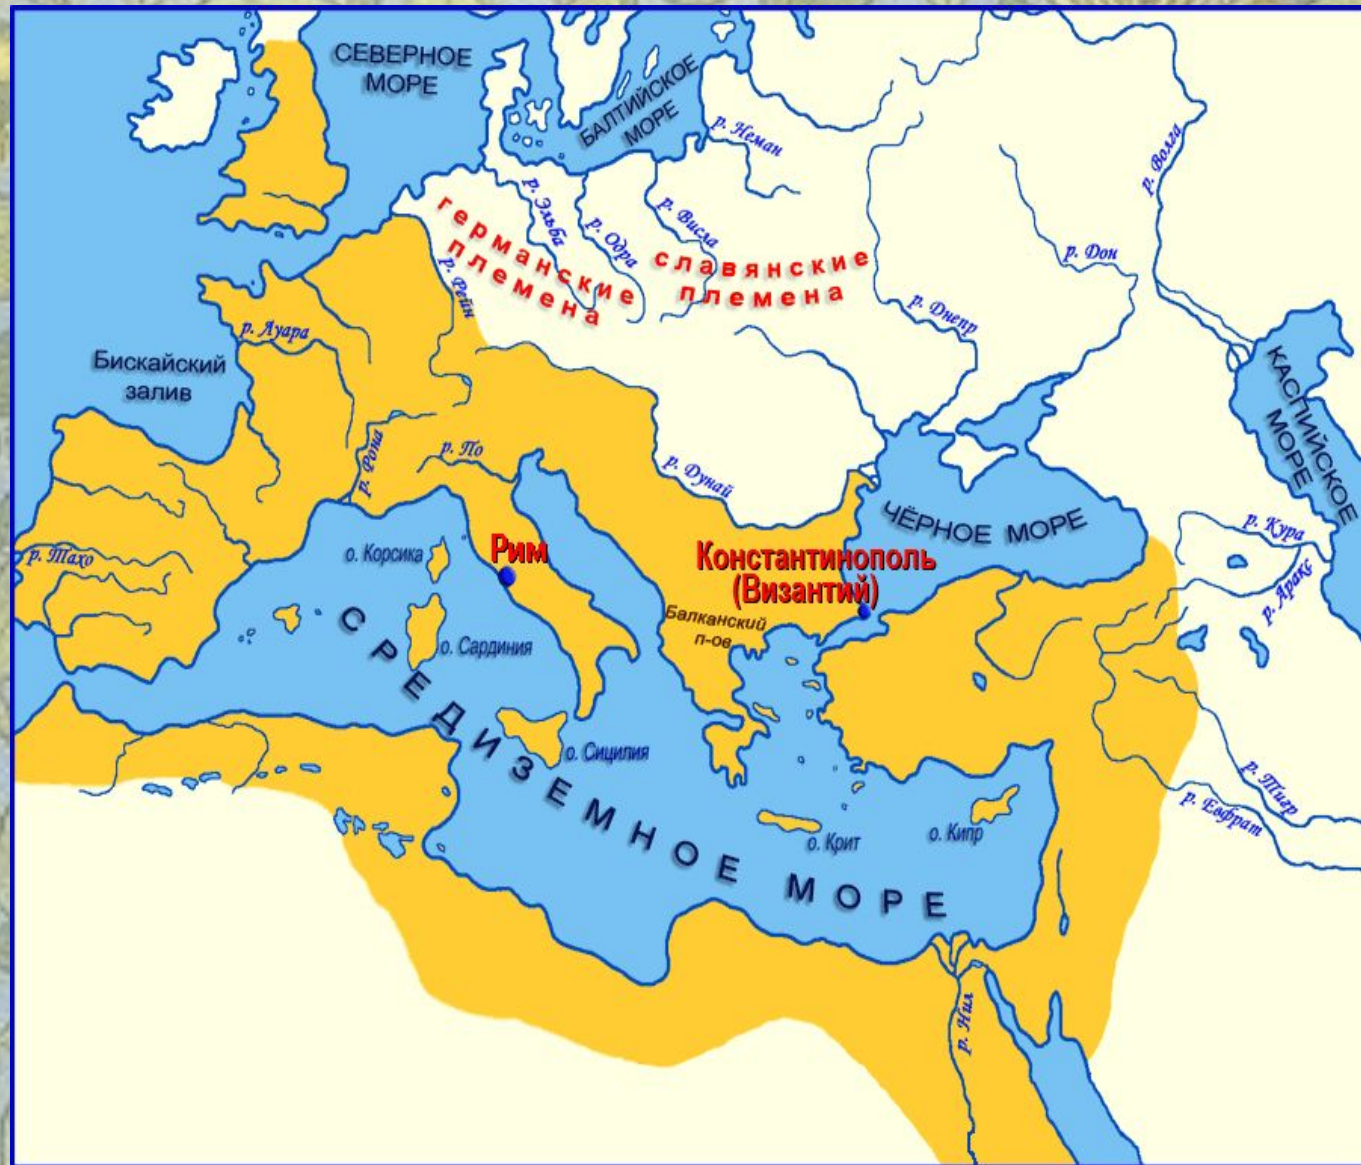 СЕВЕРНОЕ
МОРЕ
БАЛТИЙСКОЕ
МОРЕ
р. Неман
р. Волга
р. Эльба
р. Одра
р. Висла
германские
племена
славянские
племена
р. Дон
р. Рейн
р. Днепр
р. Луара
Бискайский
залив
КАСПИЙСКОЕ
МОРЕ
р. Рона
р. По
р. Дунай
ЧЁРНОЕ МОРЕ
р. Кура
р. Аракс
р. Тахо
о. Корсика
Рим
Константинополь
(Византий)
Балканский
п-ов
о. Сардиния
СРЕДИЗЕМНОЕ МОРЕ
о. Сицилия
о. Крит
о. Кипр
р. Тигр
р. Евфрат
р. Нил